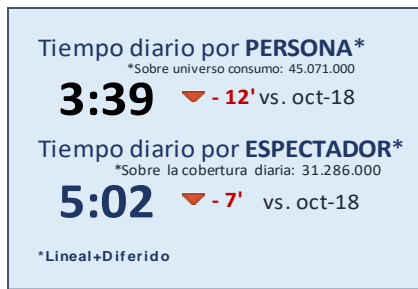 Tiempo diario por PERSONA*
*Sobre universo consumo: 45.071.000
3:39 - 12' vs. oct-18
Tiempo diario por ESPECTADOR*
*Sobre la cobertura diaria: 31.286.000
5:02 - 7' vs. oct-18
*Lineal+Diferido